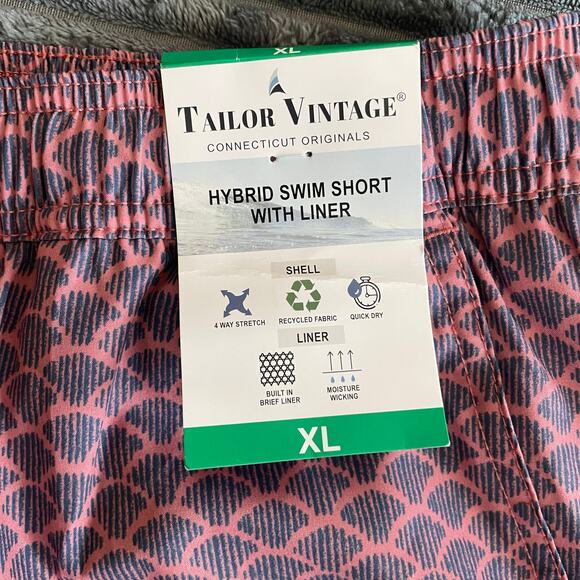 XL
TAILOR VINTAGE®
CONNECTICUT ORIGINALS
HYBRID SWIM SHORT
WITH LINER
SHELL
4 WAY STRETCH
RECYCLED FABRIC
QUICK DRY
LINER
BUILT IN
BRIEF LINER
MOISTURE
WICKING
XL